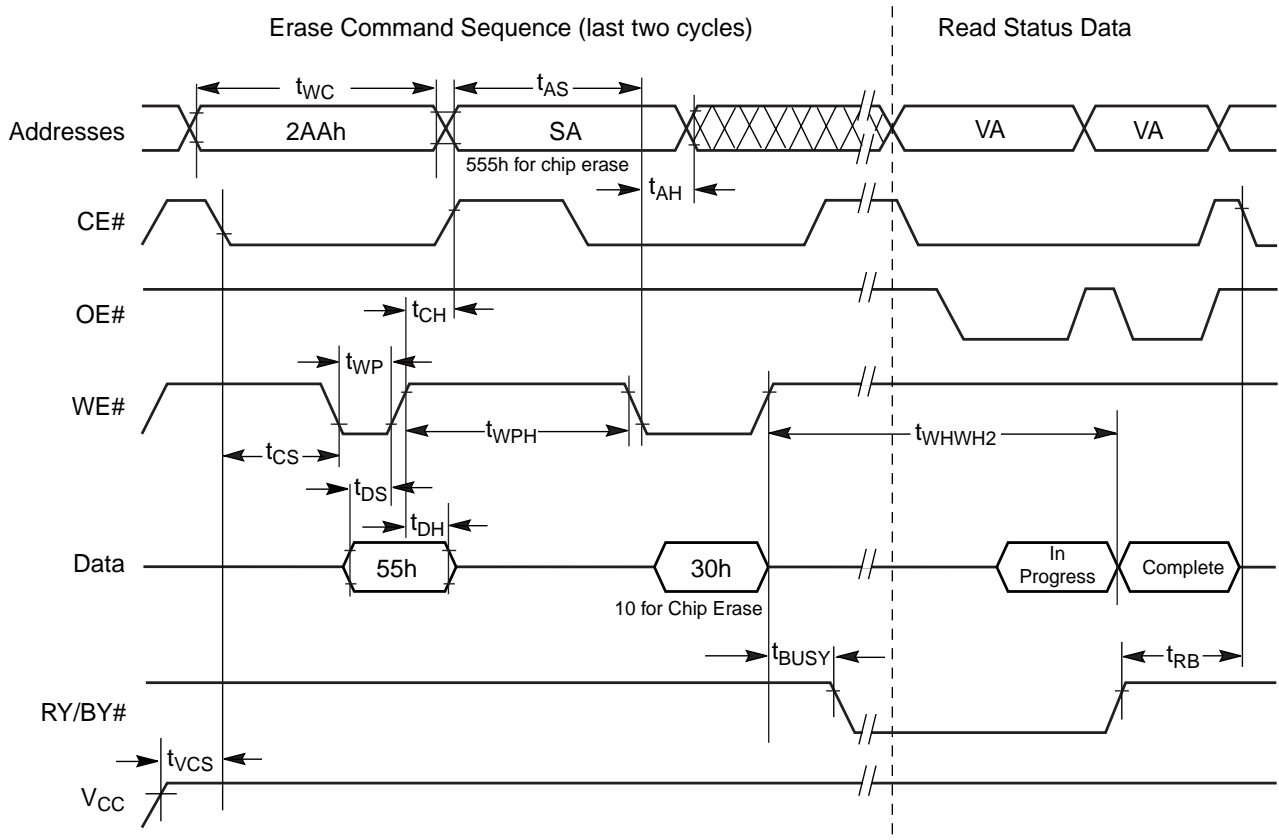 Erase Command Sequence (last two cycles) Read Status Data
tWC tAS
Addresses 2AAh SA VA VA
555h for chip erase
tAH
CE#
OE#
tCH
tWP
WE#
tWPH tWHWH2
tCS
tDS
tDH
Data 55h 30h In Progress Complete
10 for Chip Erase
tBUSY tRB
RY/BY#
tVCS
VCC